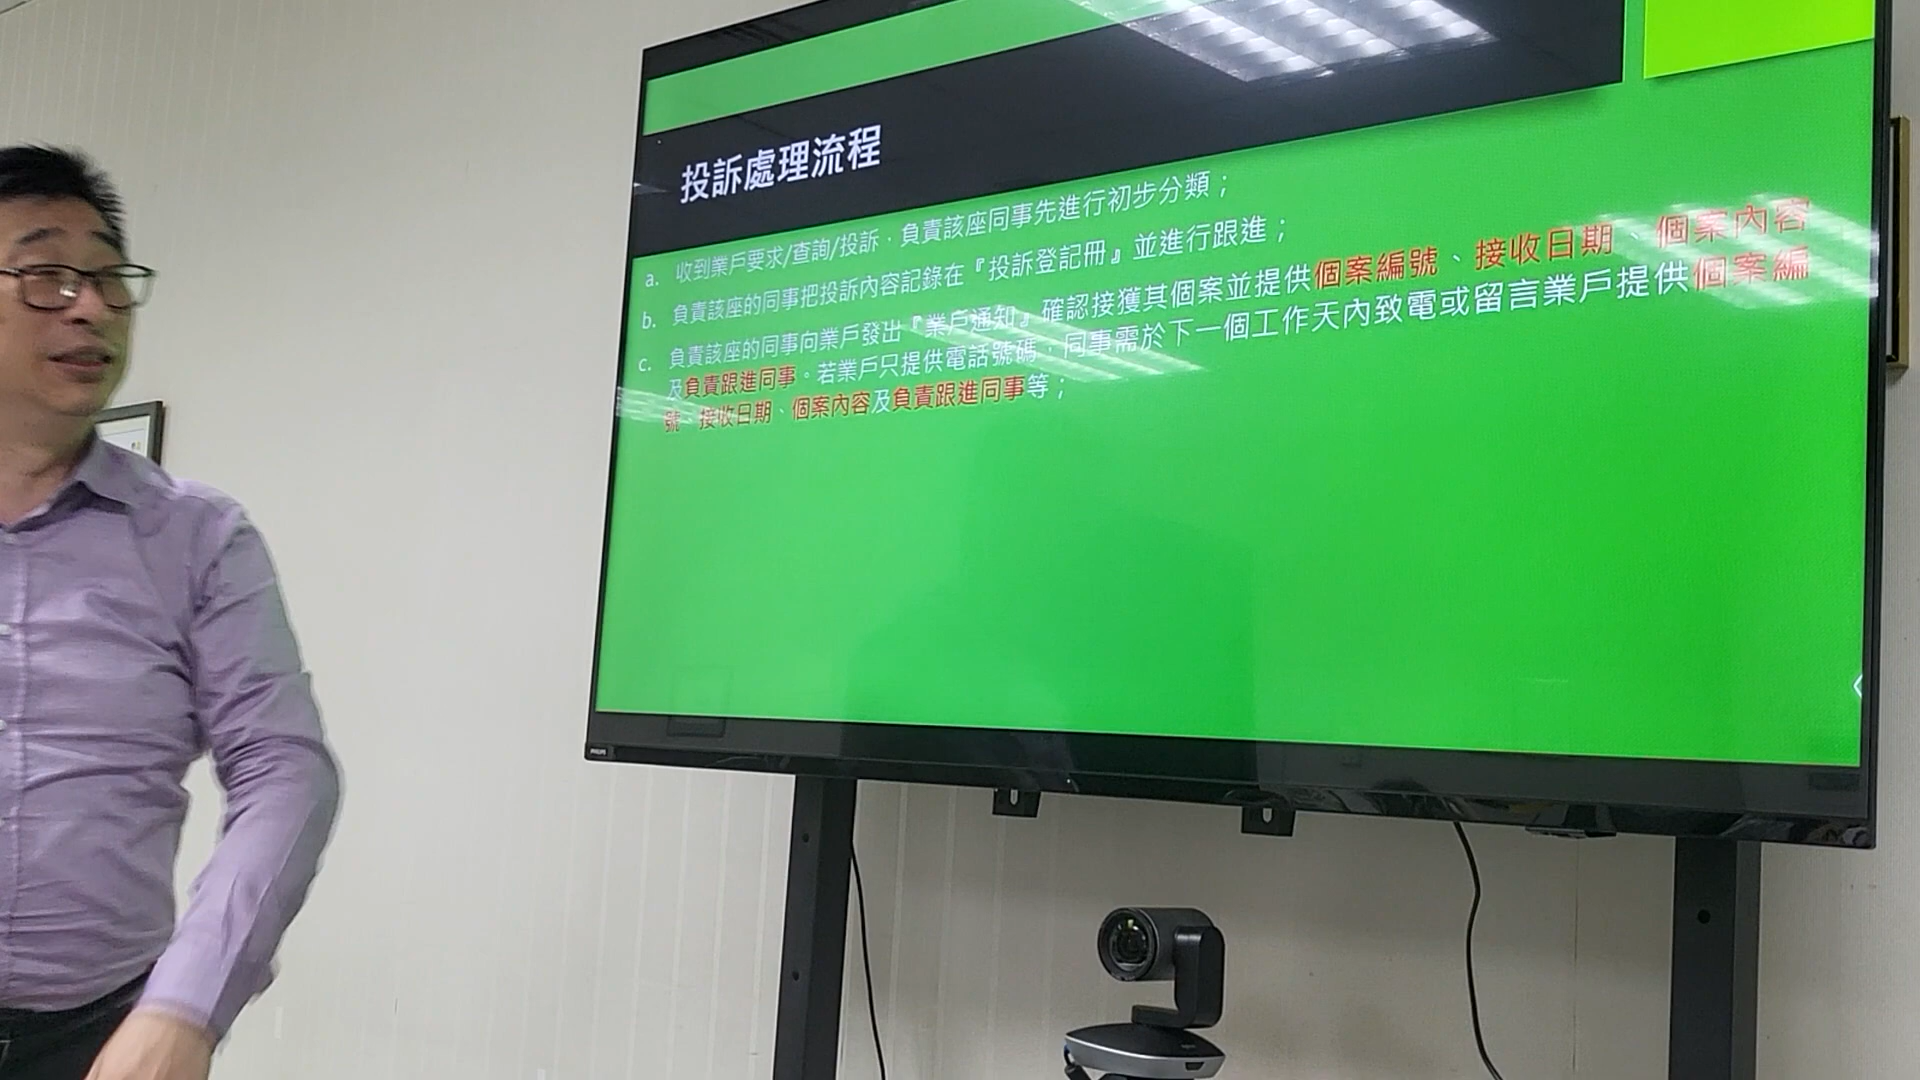 投訴處理流程
a. 收到業戶要求/查詢/投訴，負責該座同事先進行初步分類；
b. 負責該座的同事把投訴內容記錄在『投訴登記冊』並進行跟進；
c. 負責該座的同事向業戶發出『業戶通知』確認接獲其個案並提供個案編號、接收日期、個案內容
及負責跟進同事。若業戶只提供電話號碼，同事需於下一個工作天內致電或留言業戶提供個案編
號、接收日期、個案內容及負責跟進同事等；
PHILIPS